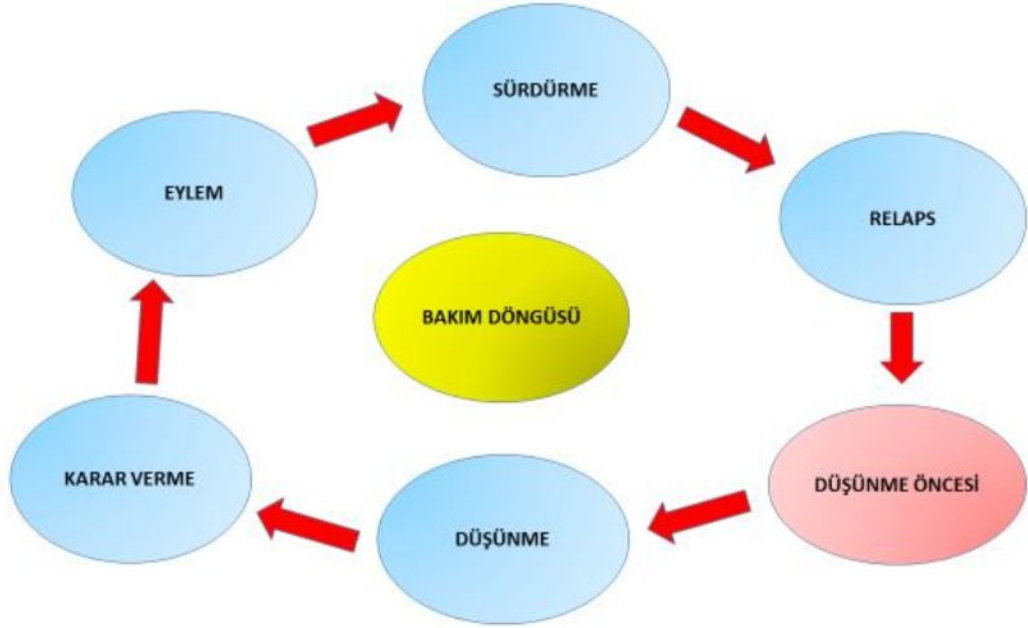 SÜRDÜRME
EYLEM
RELAPS
BAKIM DÖNGÜSÜ
KARAR VERME
DÜŞÜNME
DÜŞÜNME ÖNCESİ